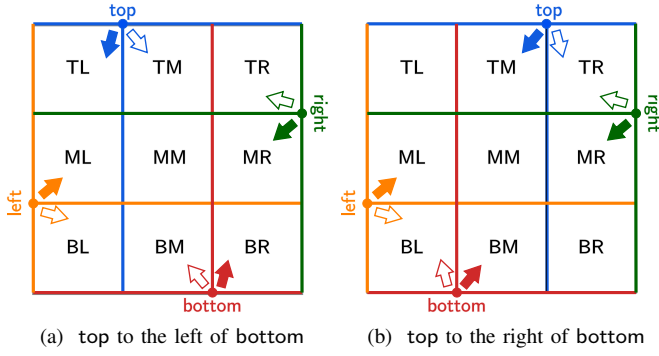 top
TL TM TR
right
ML MM MR
left
BL BM BR
bottom
(a) top to the left of bottom
top
TL TM TR
right
ML MM MR
left
BL BM BR
bottom
(b) top to the right of bottom